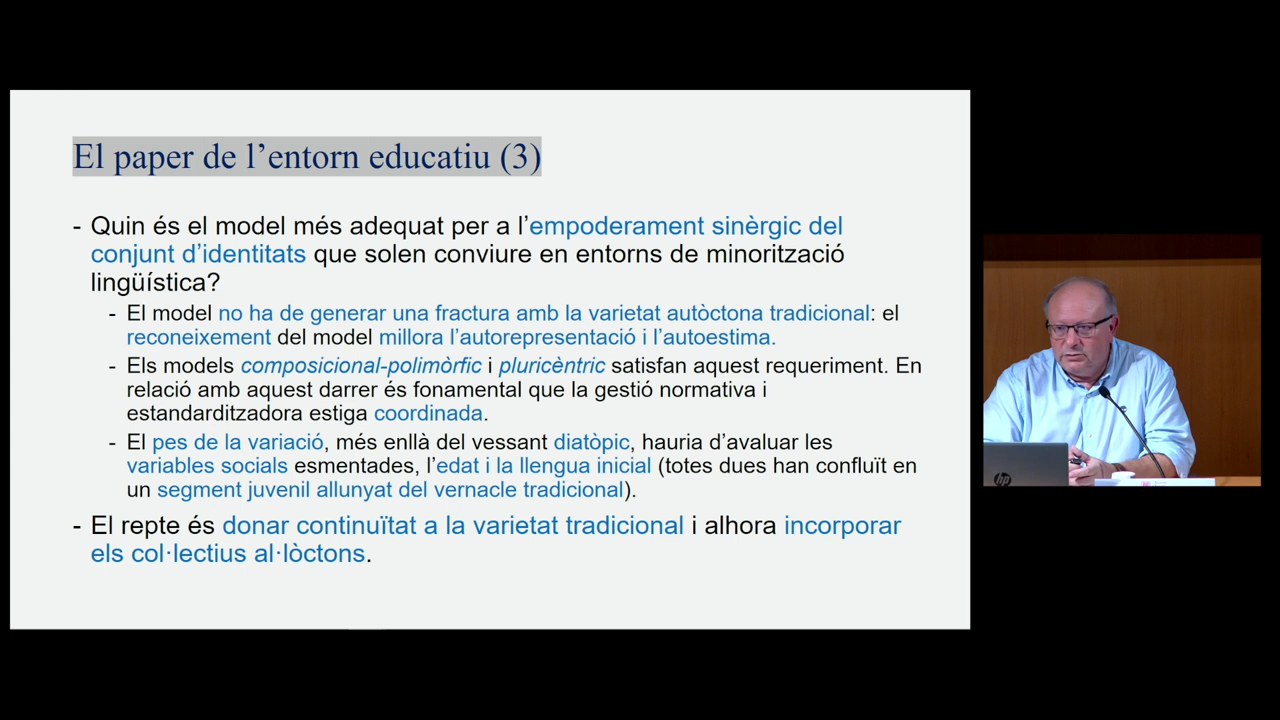 El paper de l’entorn educatiu (3)
- Quin és el model més adequat per a l’empoderament sinèrgic del
conjunt d’identitats que solen conviure en entorns de minorització
lingüística?
- El model no ha de generar una fractura amb la varietat autòctona tradicional: el
reconeixement del model millora l’autorepresentació i l’autoestima.
- Els models composicional-polimòrfic i pluricèntric satisfan aquest requeriment. En
relació amb aquest darrer és fonamental que la gestió normativa i
estandarditzadora estiga coordinada.
- El pes de la variació, més enllà del vessant diatòpic, hauria d’avaluar les
variables socials esmentades, l’edat i la llengua inicial (totes dues han confluït en
un segment juvenil allunyat del vernacle tradicional).
- El repte és donar continuïtat a la varietat tradicional i alhora incorporar
els col·lectius al·lòctons.
hp